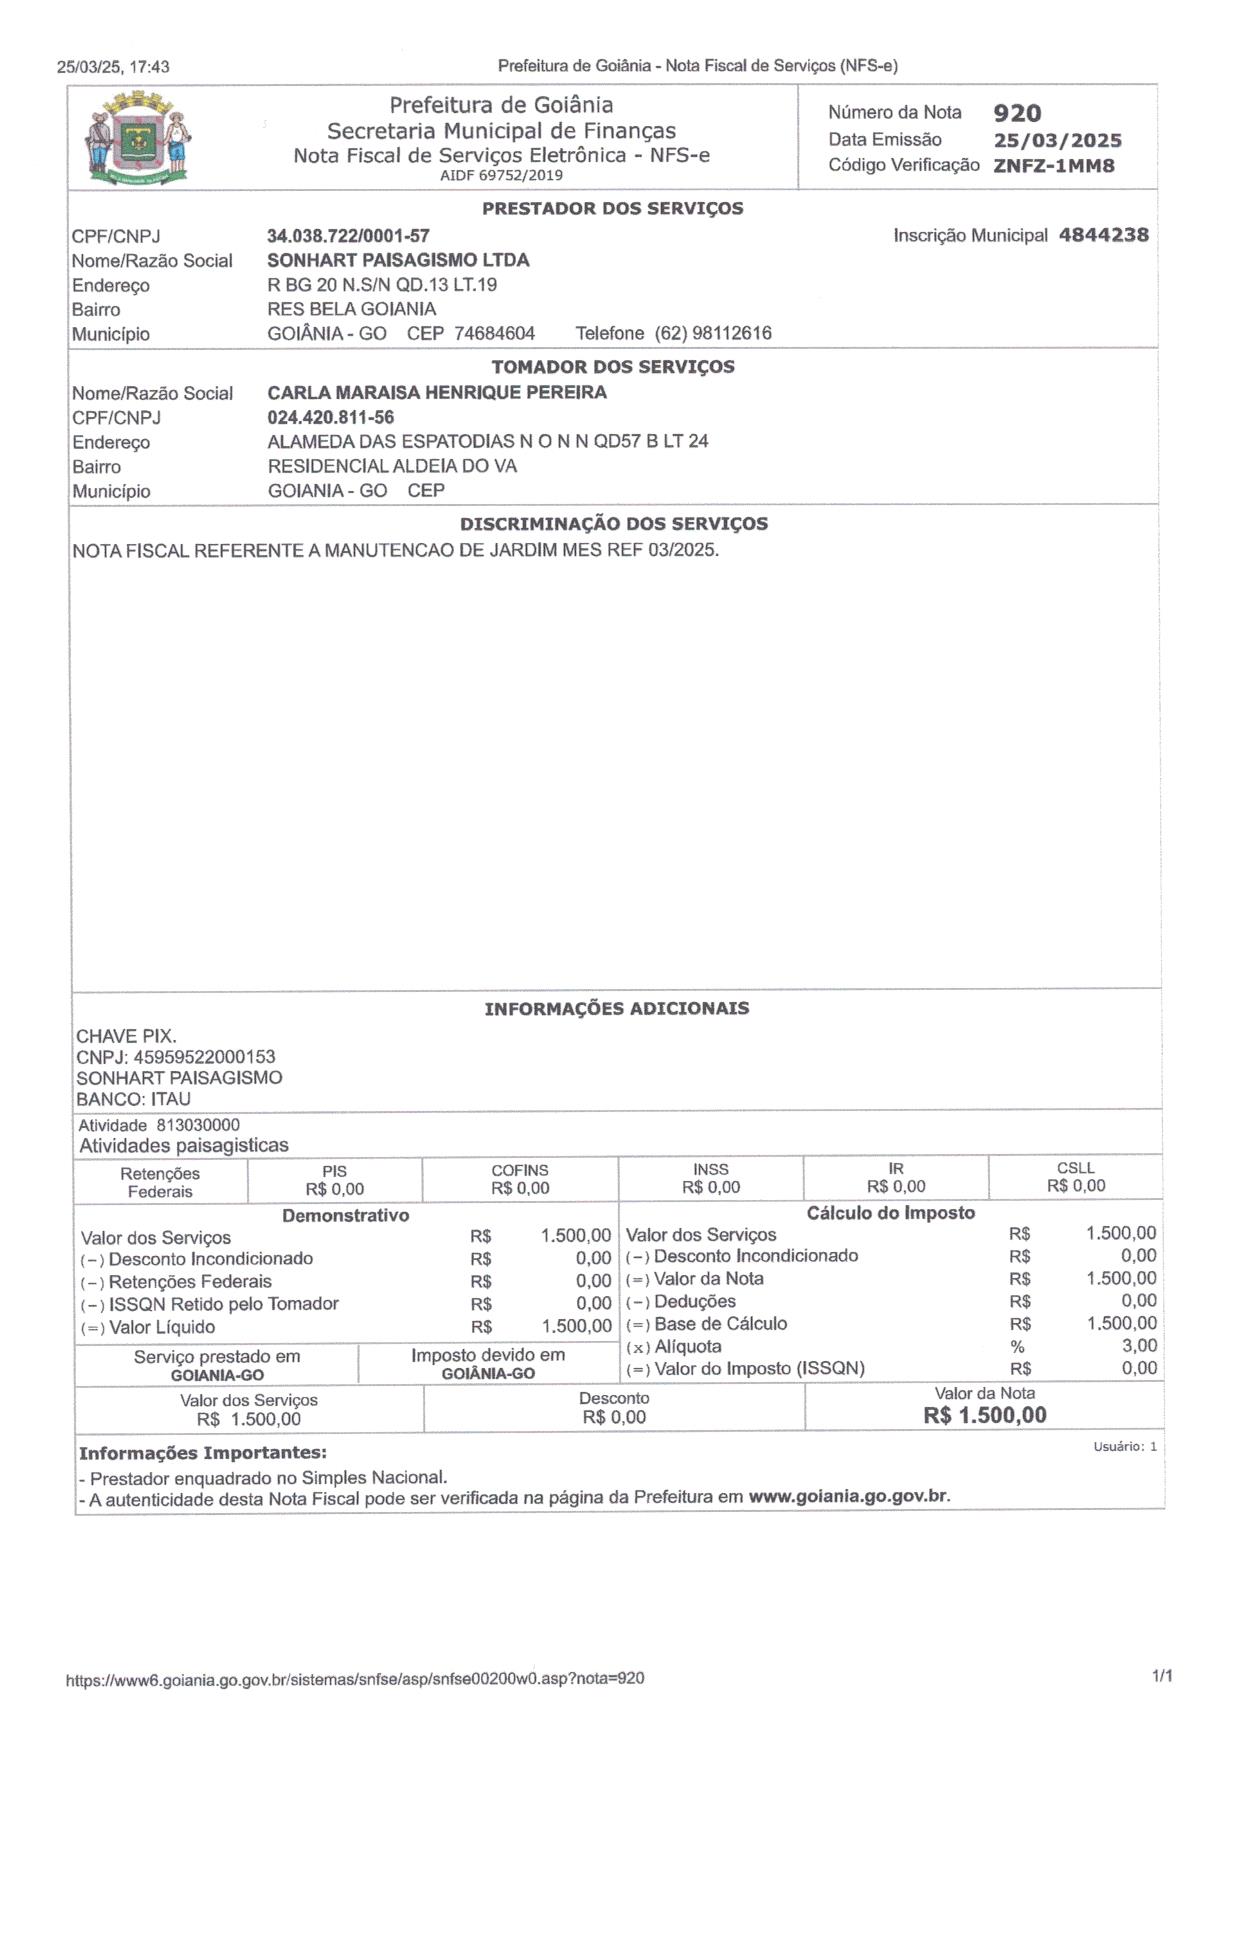 25/03/25, 17:43 Prefeitura de Goiânia - Nota Fiscal de Serviços (NFS-e)
Prefeitura de Goiânia
Secretaria Municipal de Finanças
Nota Fiscal de Serviços Eletrônica - NFS-e
AIDF 69752/2019
Número da Nota 920
Data Emissão 25/03/2025
Código Verificação ZNFZ-1MM8
PRESTADOR DOS SERVIÇOS
CPF/CNPJ 34.038.722/0001-57 Inscrição Municipal 4844238
Nome/Razão Social SONHART PAISAGISMO LTDA
Endereço R BG 20 N.S/N QD.13 LT.19
Bairro RES BELA GOIANIA
Município GOIÂNIA - GO CEP 74684604 Telefone (62) 98112616
TOMADOR DOS SERVIÇOS
Nome/Razão Social CARLA MARAISA HENRIQUE PEREIRA
CPF/CNPJ 024.420.811-56
Endereço ALAMEDA DAS ESPATODIAS N O N N QD57 B LT 24
Bairro RESIDENCIAL ALDEIA DO VA
Município GOIANIA - GO CEP
DISCRIMINAÇÃO DOS SERVIÇOS
NOTA FISCAL REFERENTE A MANUTENCAO DE JARDIM MES REF 03/2025.
INFORMAÇÕES ADICIONAIS
CHAVE PIX.
CNPJ: 45959522000153
SONHART PAISAGISMO
BANCO: ITAU
Atividade 813030000
Atividades paisagisticas
Retenções Federais PIS R$ 0,00 COFINS R$ 0,00 INSS R$ 0,00 IR R$ 0,00 CSLL R$ 0,00
Demonstrativo
Valor dos Serviços R$ 1.500,00
(−) Desconto Incondicionado R$ 0,00
(−) Retenções Federais R$ 0,00
(−) ISSQN Retido pelo Tomador R$ 0,00
(=) Valor Líquido R$ 1.500,00
Serviço prestado em
GOIANIA-GO
Imposto devido em
GOIÂNIA-GO
Cálculo do Imposto
Valor dos Serviços R$ 1.500,00
(−) Desconto Incondicionado R$ 0,00
(=) Valor da Nota R$ 1.500,00
(−) Deduções R$ 0,00
(=) Base de Cálculo R$ 1.500,00
(x) Alíquota % 3,00
(=) Valor do Imposto (ISSQN) R$ 0,00
Valor dos Serviços
R$ 1.500,00
Desconto
R$ 0,00
Valor da Nota
R$ 1.500,00
Informações Importantes: Usuário: 1
- Prestador enquadrado no Simples Nacional.
- A autenticidade desta Nota Fiscal pode ser verificada na página da Prefeitura em www.goiania.go.gov.br.
https://www6.goiania.go.gov.br/sistemas/snfse/asp/snfse00200w0.asp?nota=920 1/1